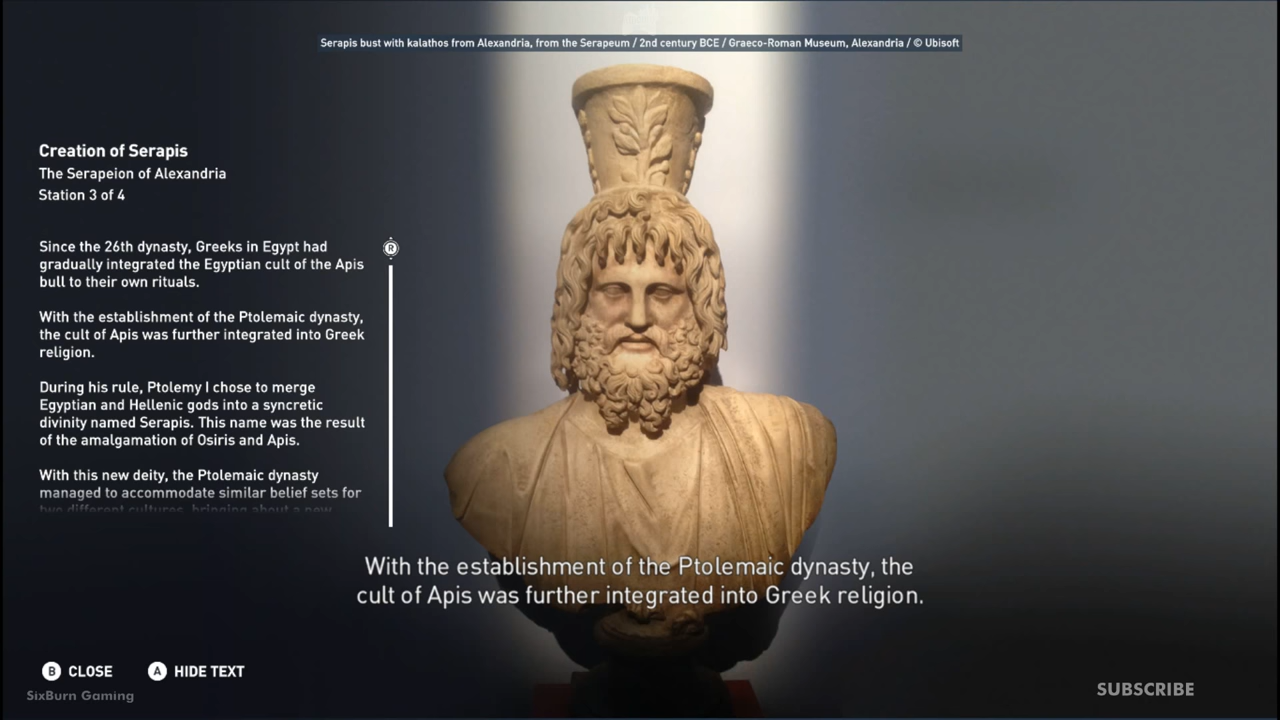 Serapis bust with kalathos from Alexandria, from the Serapeum / 2nd century BCE / Graeco-Roman Museum, Alexandria / © Ubisoft
Creation of Serapis
The Serapeion of Alexandria
Station 3 of 4
Since the 26th dynasty, Greeks in Egypt had
gradually integrated the Egyptian cult of the Apis
bull to their own rituals.
R
With the establishment of the Ptolemaic dynasty,
the cult of Apis was further integrated into Greek
religion.
During his rule, Ptolemy I chose to merge
Egyptian and Hellenic gods into a syncretic
divinity named Serapis. This name was the result
of the amalgamation of Osiris and Apis.
With this new deity, the Ptolemaic dynasty
managed to accommodate similar belief sets for
two different cultures, bringing about a new
With the establishment of the Ptolemaic dynasty, the
cult of Apis was further integrated into Greek religion.
B CLOSE A HIDE TEXT
SixBurn Gaming
SUBSCRIBE